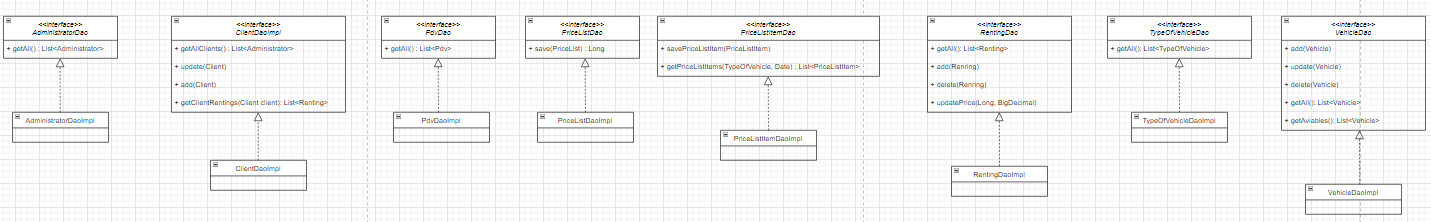 <<interface>>
AdministratorDao
+ getAll() : List<Administrator>
AdministratorDaoImpl
<<interface>>
ClientDaoImpl
+ getAllClients() : List<Administrator>
+ update(Client)
+ add(Client)
+ getClientRentings(Client client): List<Renting>
ClientDaoImpl
<<interface>>
PdvDao
+ getAll() : List<Pdv>
PdvDaoImpl
<<interface>>
PriceListDao
+ save(PriceList) : Long
PriceListDaoImpl
<<interface>>
PriceListItemDao
+ savePriceListItem(PriceListItem)
+ getPriceListItems(TypeOfVehicle, Date) : List<PriceListItem>
PriceListItemDaoImpl
<<interface>>
RentingDao
+ getAll(): List<Renting>
+ add(Renring)
+ delete(Renring)
+ updatePrice(Long, BigDecimal)
RentingDaoImpl
<<interface>>
TypeOfVehicleDao
+ getAll(): List<TypeOfVehicle>
TypeOfVehicleDaoImpl
<<interface>>
VehicleDao
+ add(Vehicle)
+ update(Vehicle)
+ delete(Vehicle)
+ getAll(): List<Vehicle>
+ getAviables(): List<Vehicle>
VehicleDaoImpl